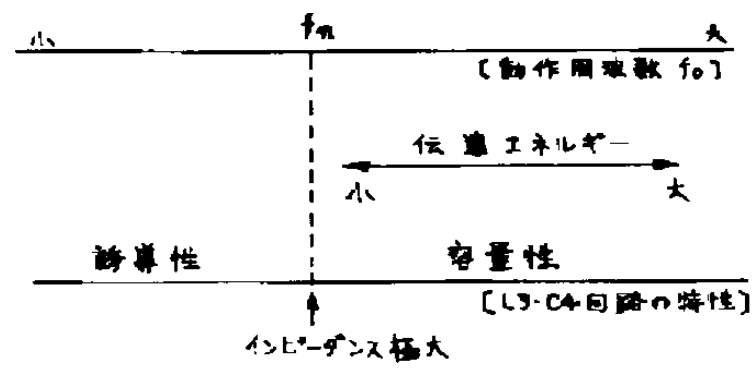 小 fn 大
[動作周波数 fo]
伝達エネルギー
小 大
誘導性 容量性
[L3・C4回路の特性]
インピーダンス極大